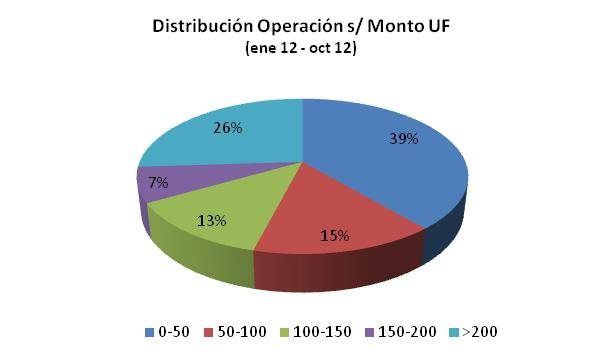 Distribución Operación s/ Monto UF
(ene 12 - oct 12)
26%
39%
7%
13%
15%
0-50 50-100 100-150 150-200 >200